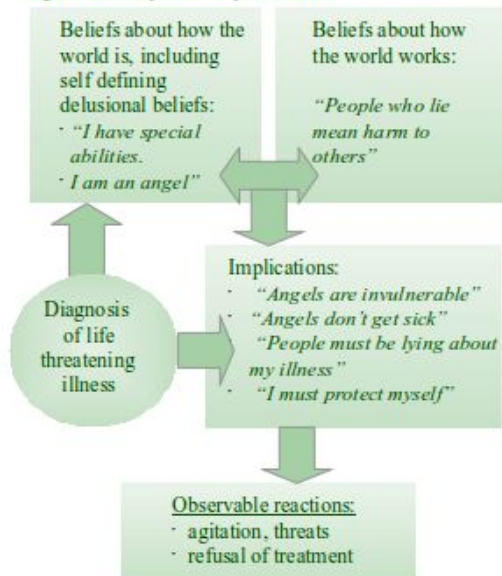 Beliefs about how the
world is, including
self defining
delusional beliefs:
· “I have special
abilities.
· I am an angel”
Beliefs about how
the world works:
“People who lie
mean harm to
others”
Diagnosis
of life
threatening
illness
Implications:
· “Angels are invulnerable”
· “Angels don’t get sick”
· “People must be lying about
my illness”
· “I must protect myself”
Observable reactions:
· agitation, threats
· refusal of treatment